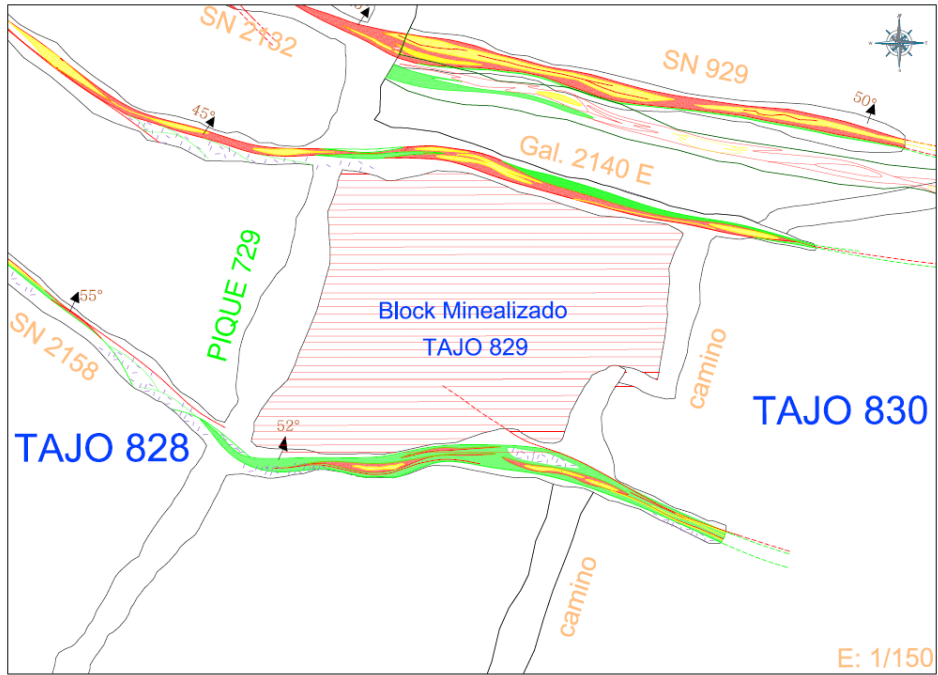 SN 2132
SN 929
50°
45°
Gal. 2140 E
PIQUE 729
55°
SN 2158
Block Minealizado
TAJO 829
camino
TAJO 830
52°
TAJO 828
camino
E: 1/150